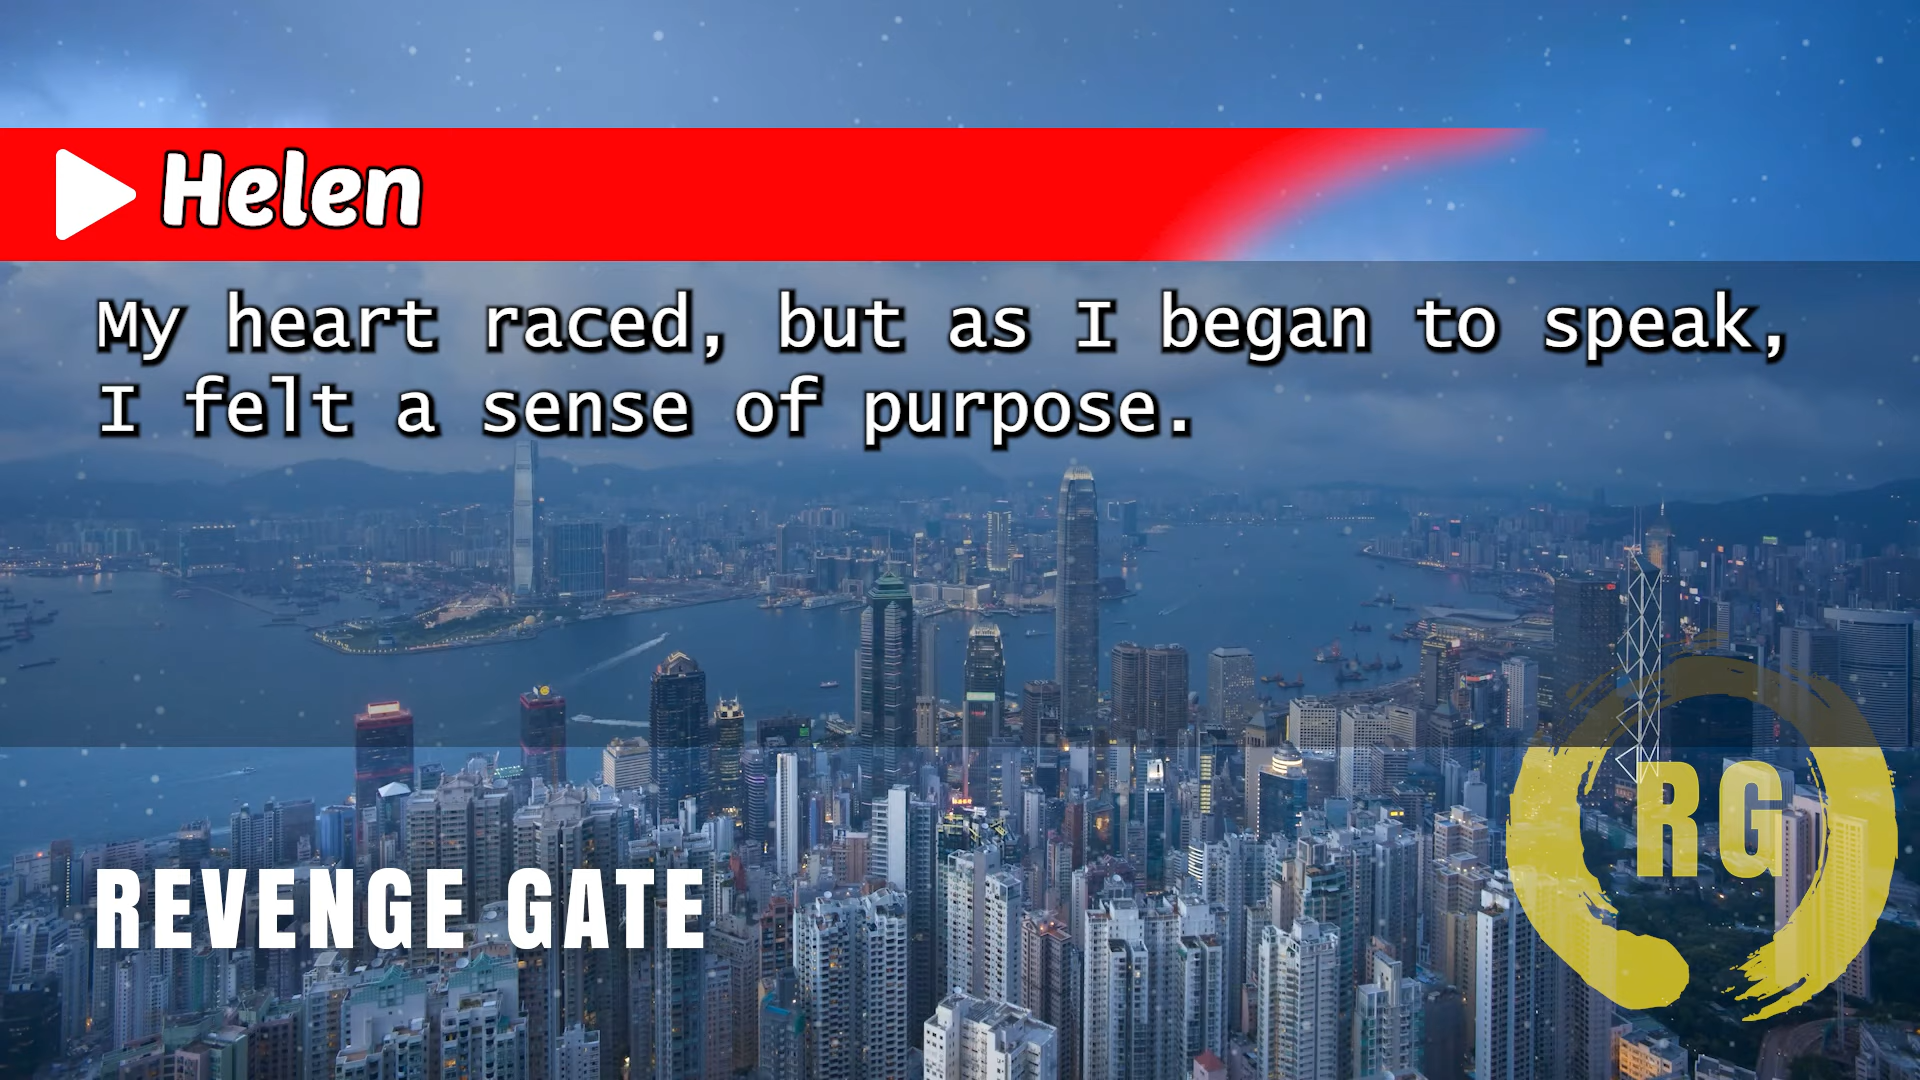 Helen
My heart raced, but as I began to speak,
I felt a sense of purpose.
REVENGE GATE
RG